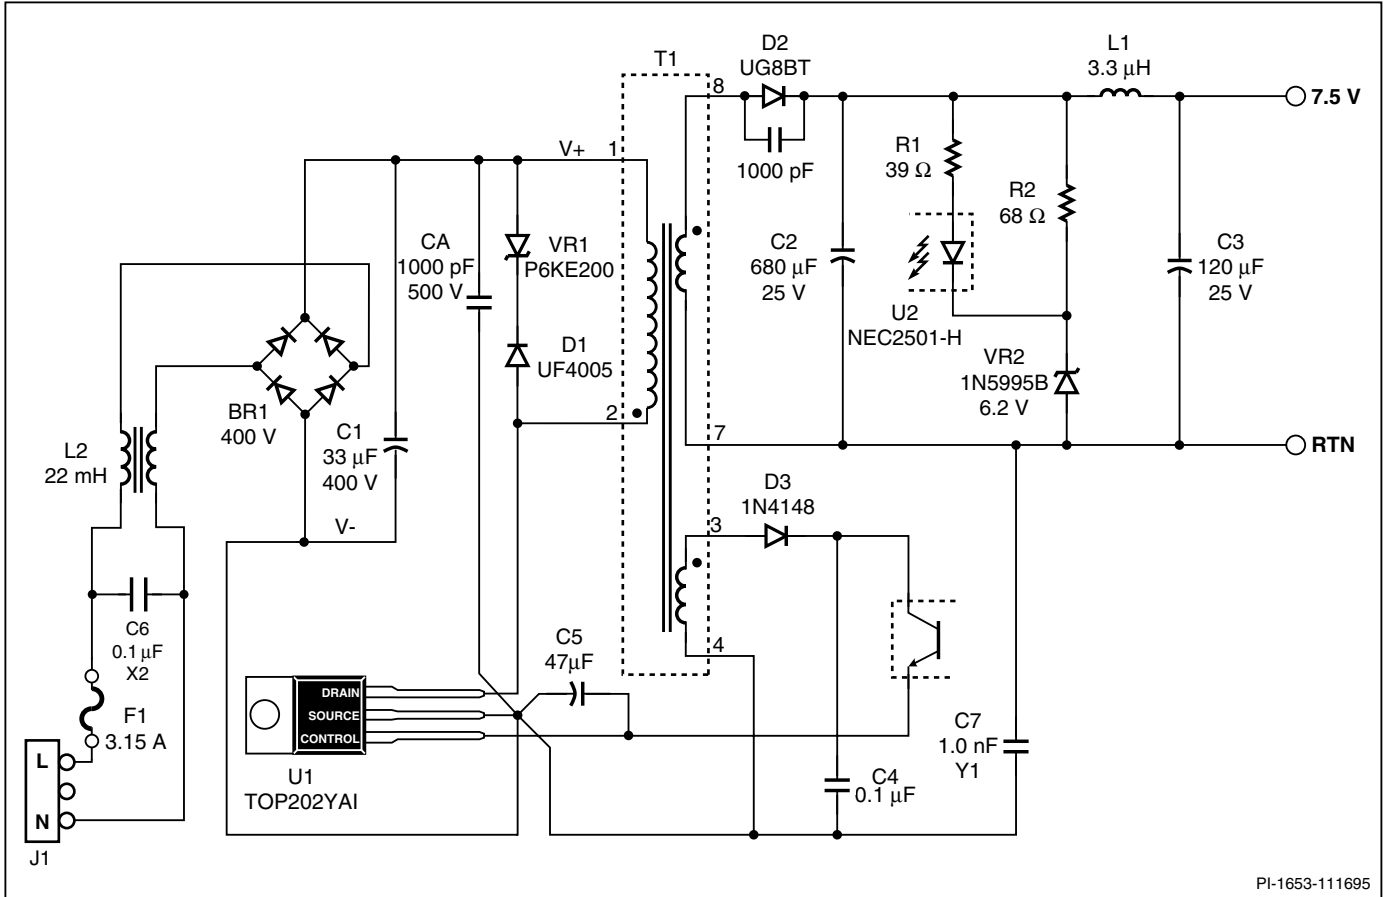 D2
UG8BT
L1
3.3 µH
T1
8
7.5 V
1000 pF
R1
39 Ω
V+
1
R2
68 Ω
CA
1000 pF
500 V
VR1
P6KE200
C2
680 µF
25 V
C3
120 µF
25 V
U2
NEC2501-H
D1
UF4005
VR2
1N5995B
6.2 V
BR1
400 V
2
C1
33 µF
400 V
7
RTN
L2
22 mH
D3
1N4148
V-
3
C6
0.1 µF
X2
C5
47µF
4
DRAIN
SOURCE
CONTROL
F1
3.15 A
C7
1.0 nF
Y1
L
N
J1
U1
TOP202YAI
C4
0.1 µF
PI-1653-111695